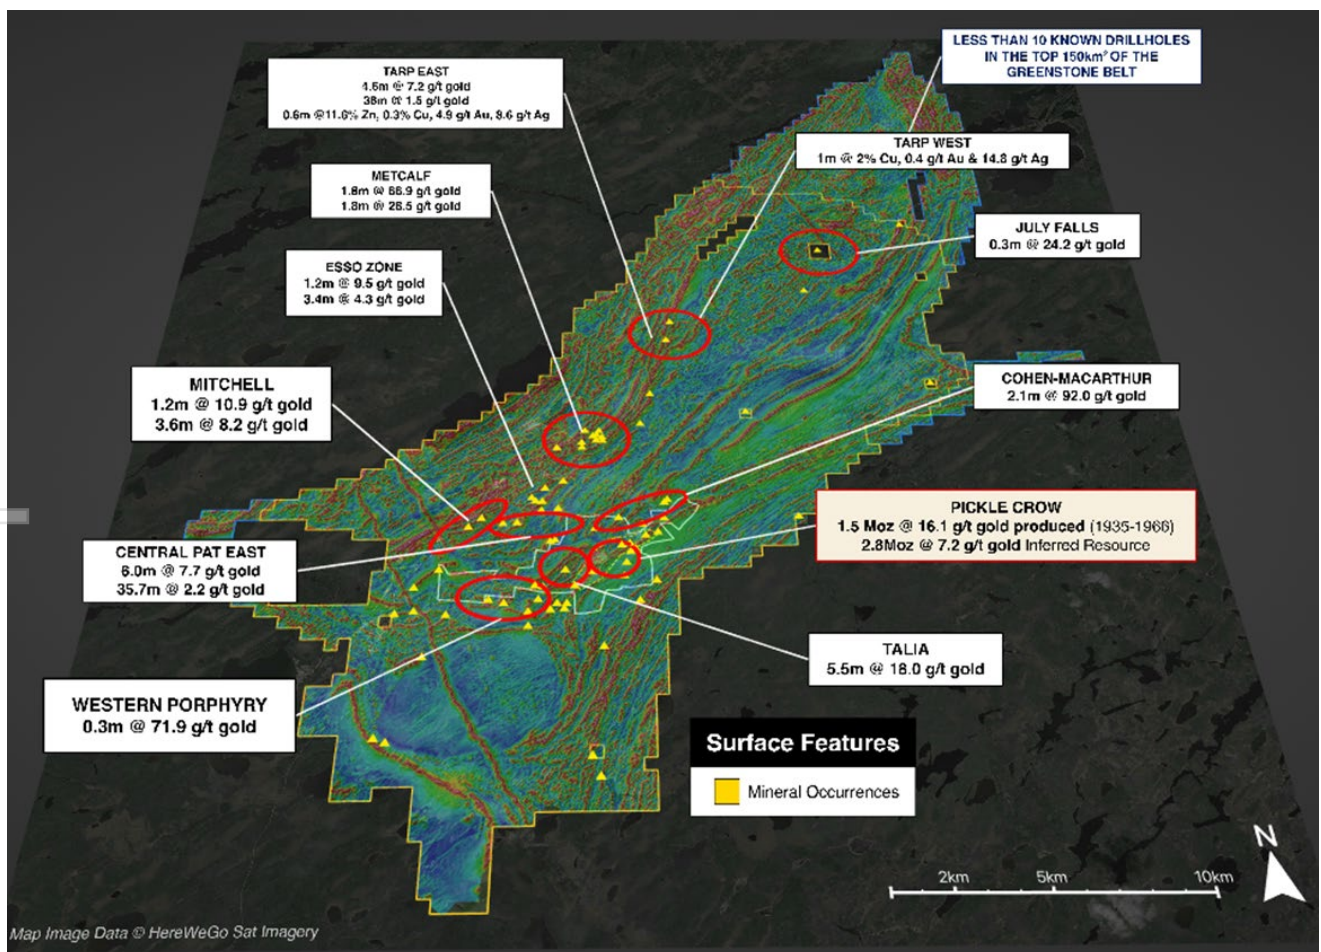 LESS THAN 10 KNOWN DRILLHOLES
IN THE TOP 150km² OF THE
GREENSTONE BELT
TARP EAST
4.6m @ 7.2 g/t gold
38m @ 1.5 g/t gold
0.6m @11.6% Zn, 0.3% Cu, 4.9 g/t Au, 8.6 g/t Ag
TARP WEST
1m @ 2% Cu, 0.4 g/t Au & 14.8 g/t Ag
METCALF
1.8m @ 66.9 g/t gold
1.8m @ 26.5 g/t gold
JULY FALLS
0.3m @ 24.2 g/t gold
ESSO ZONE
1.2m @ 9.5 g/t gold
3.4m @ 4.3 g/t gold
MITCHELL
1.2m @ 10.9 g/t gold
3.6m @ 8.2 g/t gold
COHEN-MACARTHUR
2.1m @ 92.0 g/t gold
PICKLE CROW
1.5 Moz @ 16.1 g/t gold produced (1935-1966)
2.8Moz @ 7.2 g/t gold Inferred Resource
CENTRAL PAT EAST
6.0m @ 7.7 g/t gold
35.7m @ 2.2 g/t gold
TALIA
5.5m @ 18.0 g/t gold
WESTERN PORPHYRY
0.3m @ 71.9 g/t gold
Surface Features
Mineral Occurrences
N
2km 5km 10km
Map Image Data © HereWeGo Sat Imagery